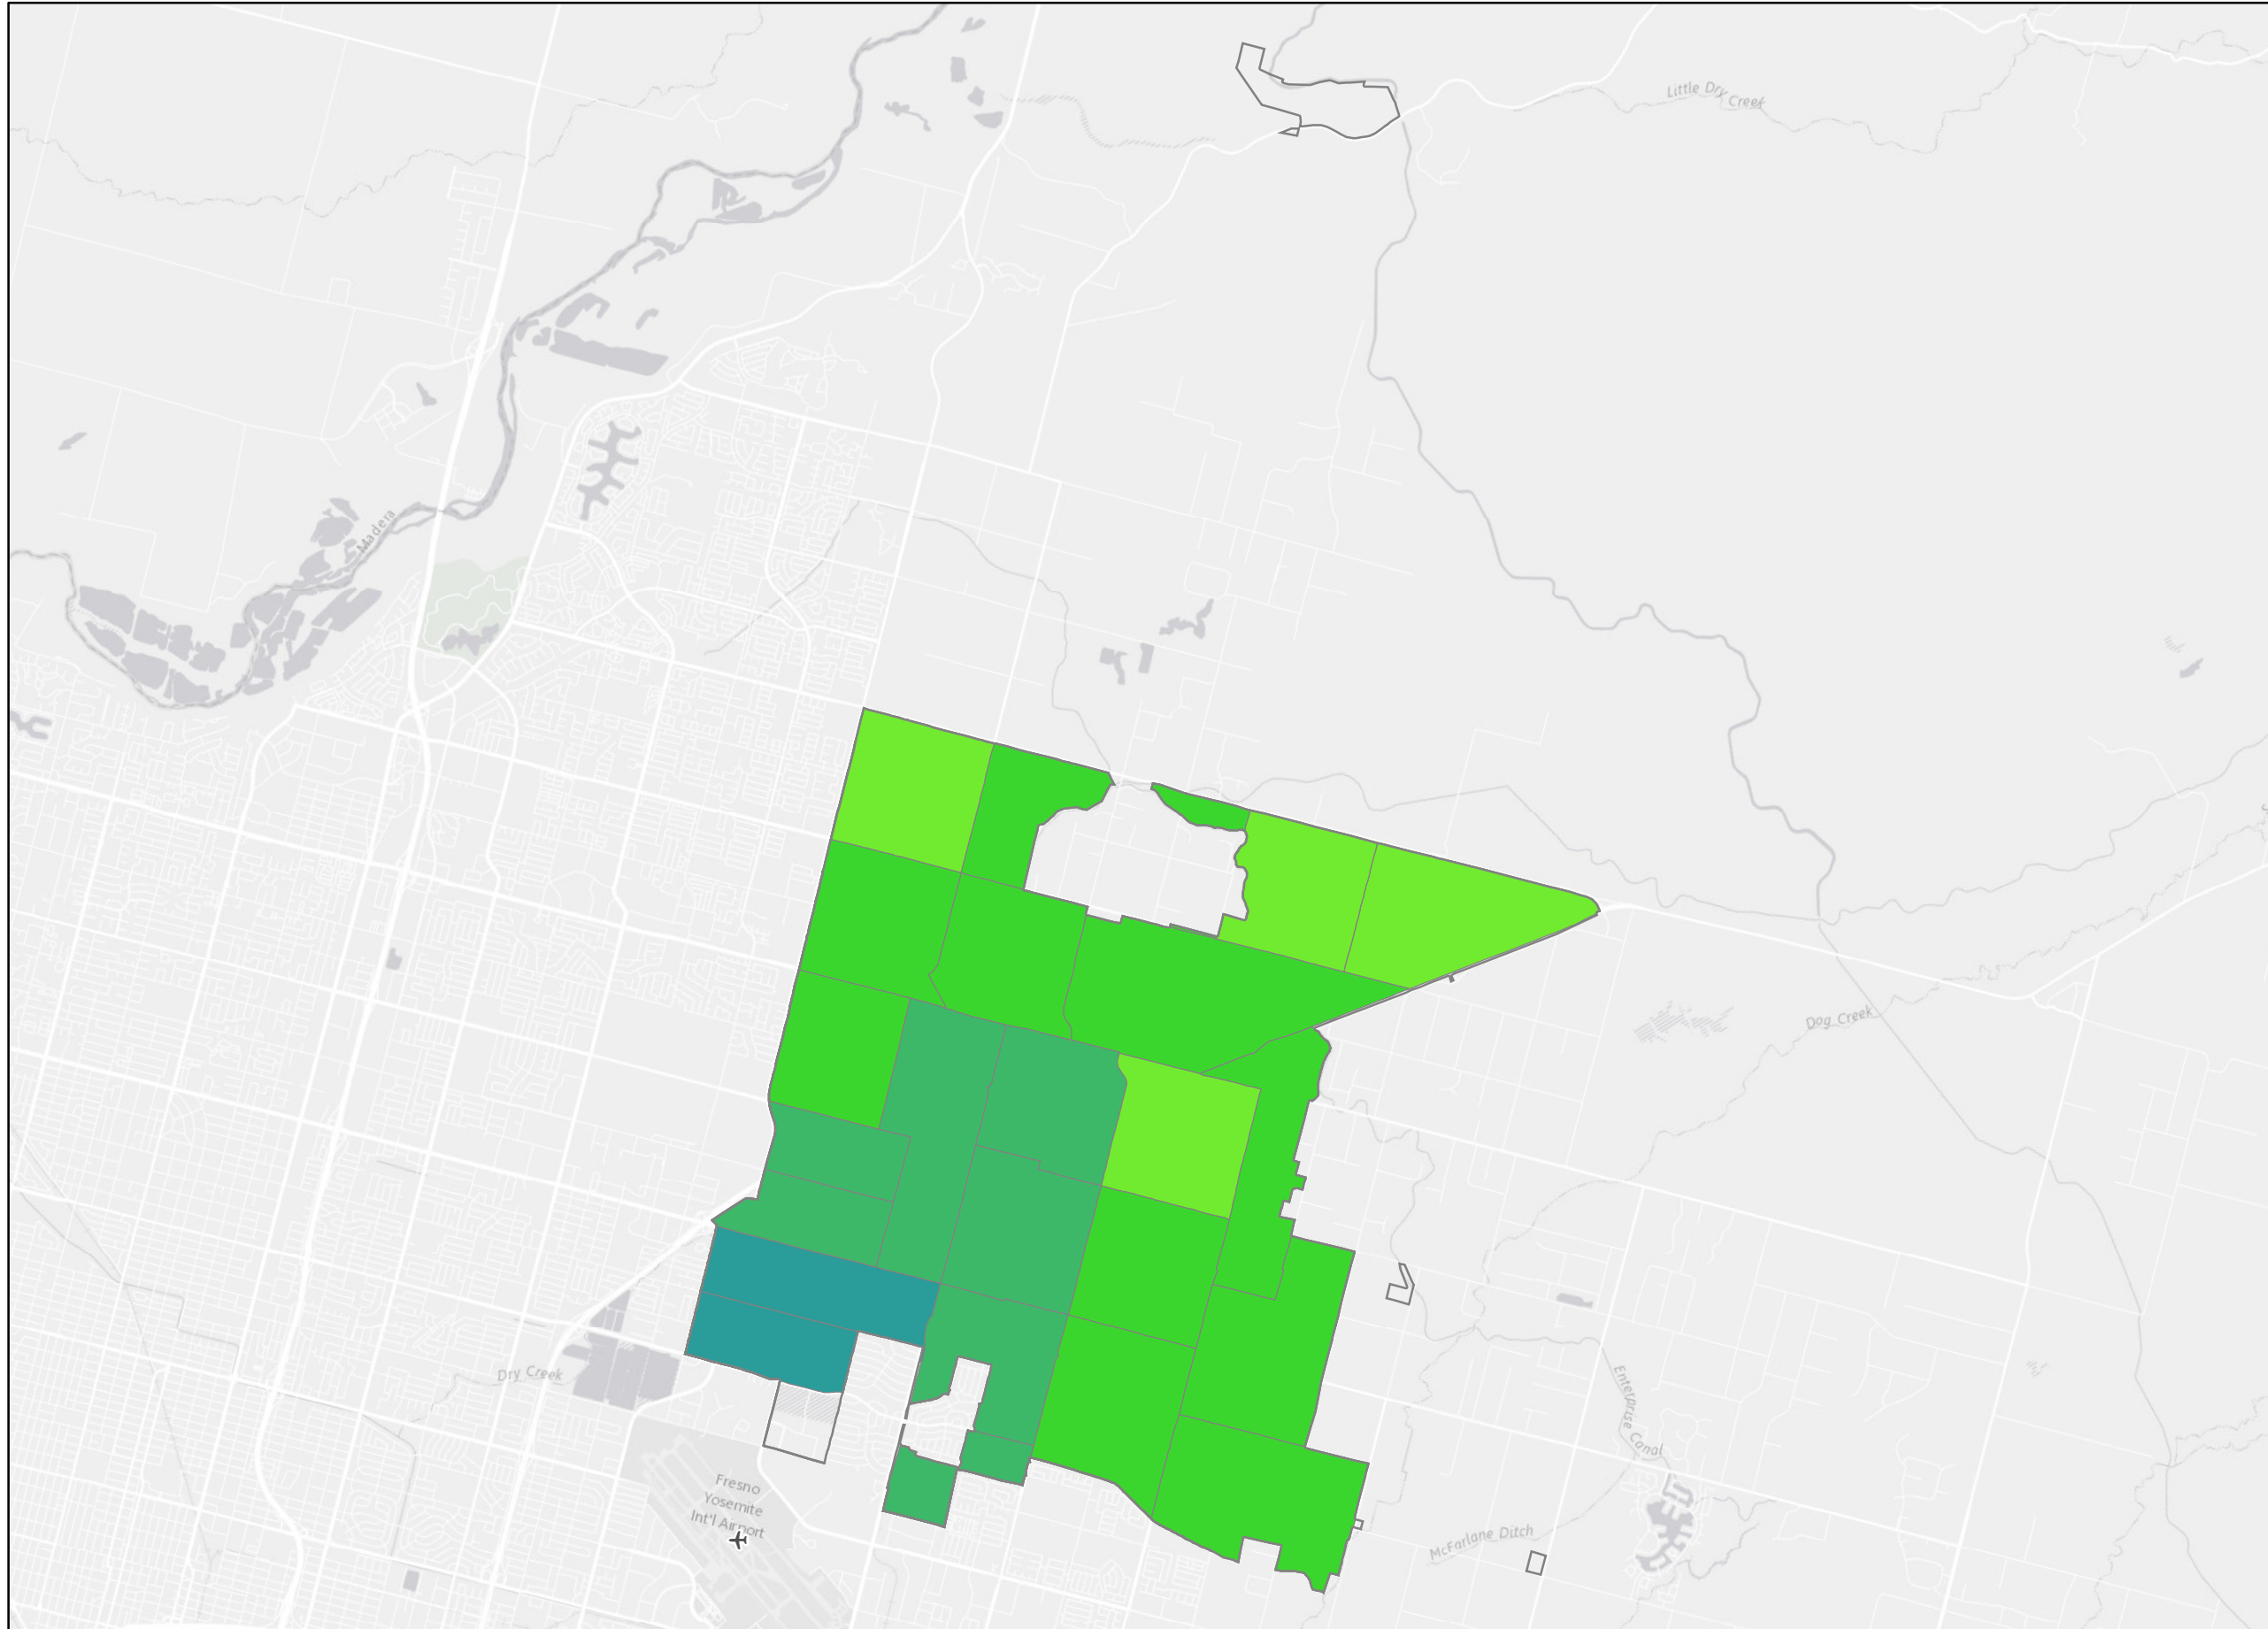 Little Dry Creek
Madera
Dog Creek
Dry Creek
Enterprise Canal
Fresno
Yosemite
Int'l Airport
McFarlane Ditch